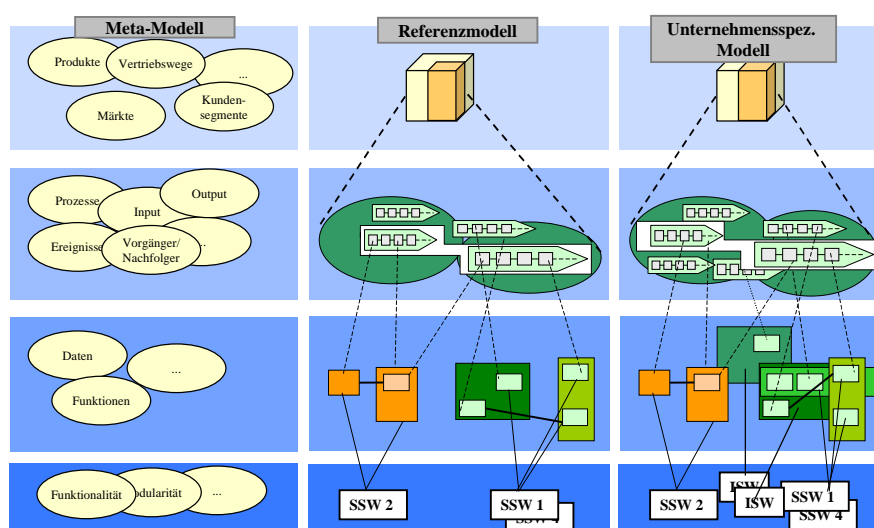 Meta-Modell
Referenzmodell
Unternehmensspez.
Modell
Produkte
Vertriebswege
...
Märkte
Kunden-
segmente
Prozesse
Input
Output
Ereignisse
Vorgänger/
Nachfolger
...
Daten
...
Funktionen
Funktionalität
odularität
...
SSW 2
SSW 1
SSW 2
ISW
ISW
SSW 1
SSW 4